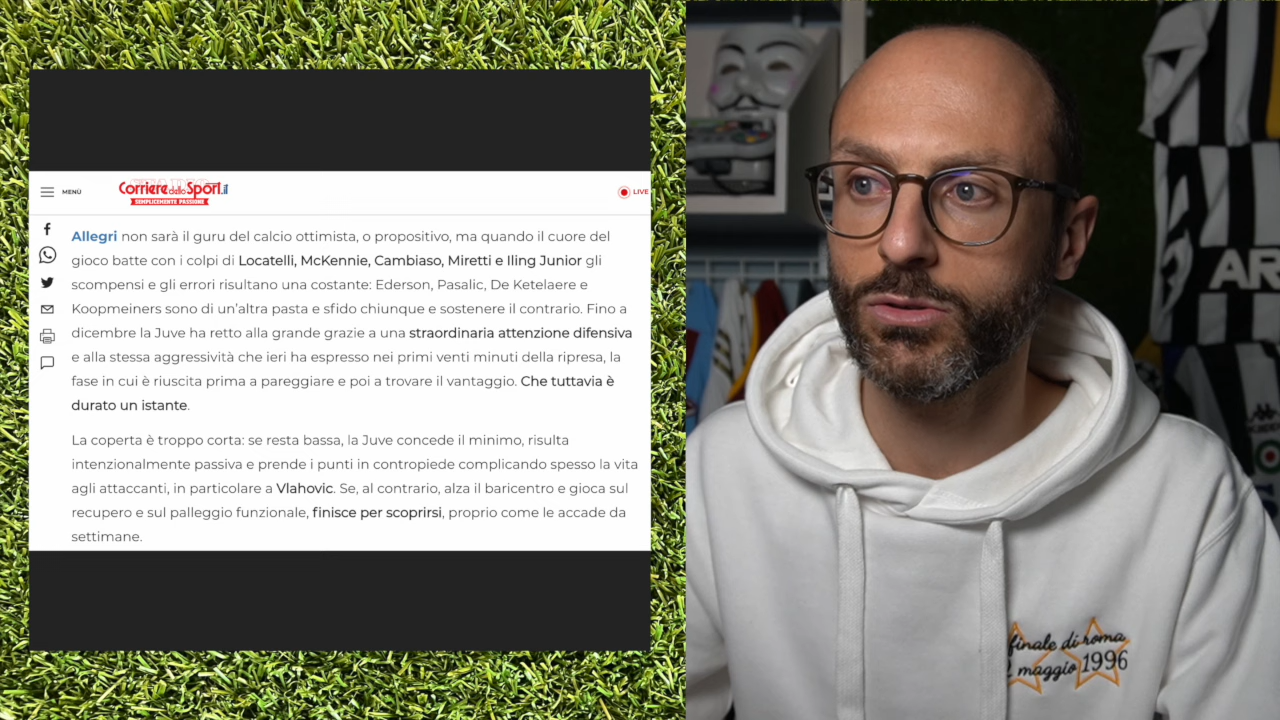 MENÙ
Corriere dello Sport.it
SEMPLICEMENTE PASSIONE
LIVE
Allegri non sarà il guru del calcio ottimista, o propositivo, ma quando il cuore del
gioco batte con i colpi di Locatelli, McKennie, Cambiaso, Miretti e Iling Junior gli
scompensi e gli errori risultano una costante: Ederson, Pasalic, De Ketelaere e
Koopmeiners sono di un'altra pasta e sfido chiunque e sostenere il contrario. Fino a
dicembre la Juve ha retto alla grande grazie a una straordinaria attenzione difensiva
e alla stessa aggressività che ieri ha espresso nei primi venti minuti della ripresa, la
fase in cui è riuscita prima a pareggiare e poi a trovare il vantaggio. Che tuttavia è
durato un istante.
La coperta è troppo corta: se resta bassa, la Juve concede il minimo, risulta
intenzionalmente passiva e prende i punti in contropiede complicando spesso la vita
agli attaccanti, in particolare a Vlahovic. Se, al contrario, alza il baricentro e gioca sul
recupero e sul palleggio funzionale, finisce per scoprirsi, proprio come le accade da
settimane.
AR
finale di roma
maggio 1996